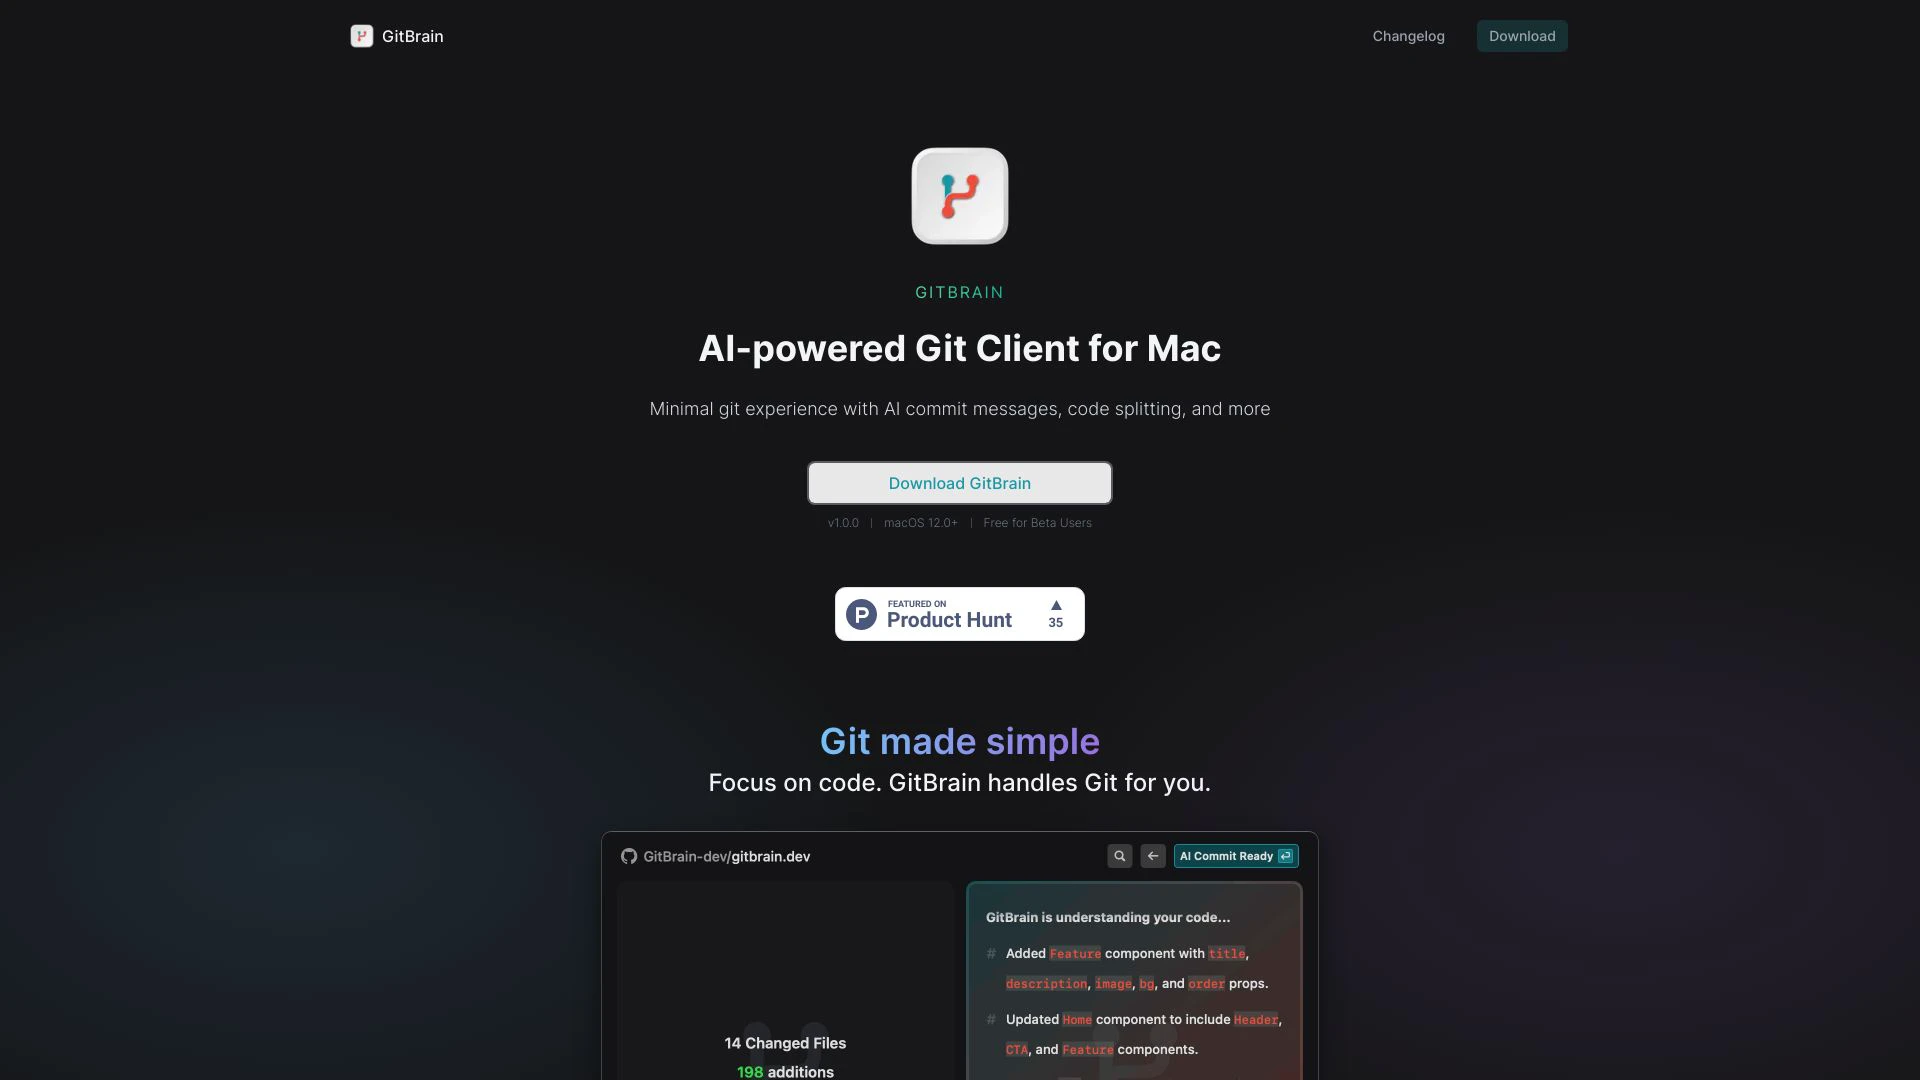 GitBrain
Changelog
Download
GITBRAIN
AI-powered Git Client for Mac
Minimal git experience with AI commit messages, code splitting, and more
Download GitBrain
v1.0.0 | macOS 12.0+ | Free for Beta Users
FEATURED ON
Product Hunt
35
Git made simple
Focus on code. GitBrain handles Git for you.
GitBrain-dev/gitbrain.dev
AI Commit Ready
14 Changed Files
198 additions
GitBrain is understanding your code...
# Added Feature component with title,
description, image, bg, and order props.
# Updated Home component to include Header,
CTA, and Feature components.